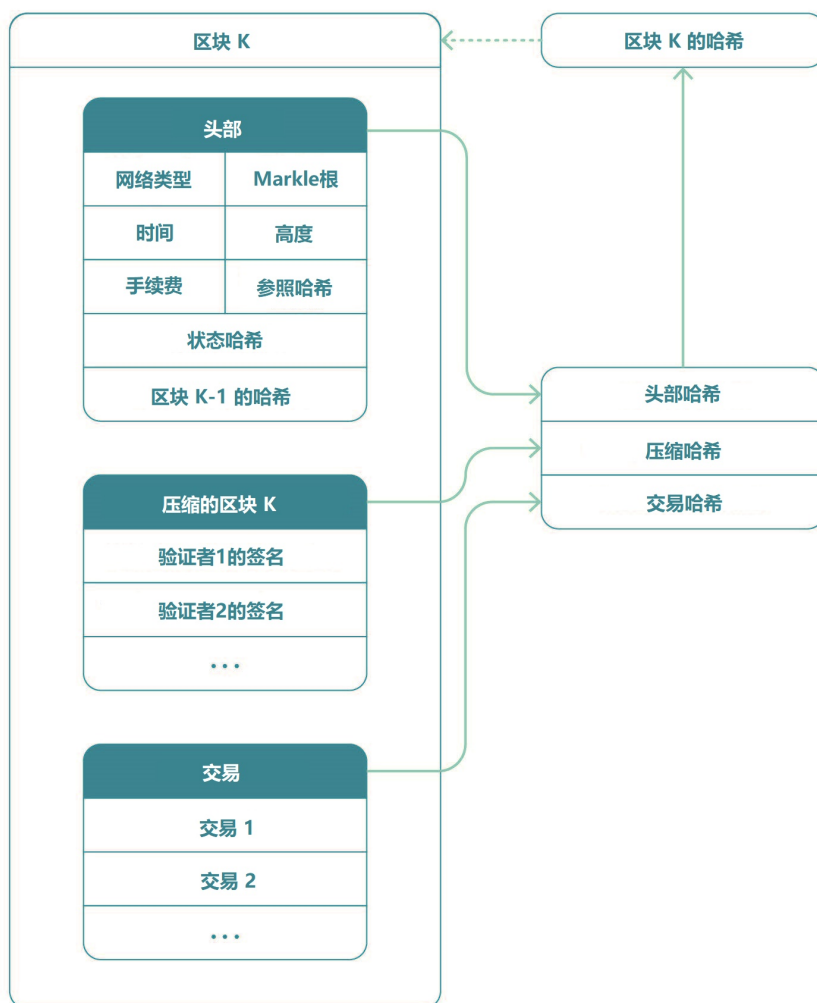 区块 K
区块 K 的哈希
头部
网络类型
Markle根
时间
高度
手续费
参照哈希
状态哈希
区块 K-1 的哈希
头部哈希
压缩哈希
交易哈希
压缩的区块 K
验证者1的签名
验证者2的签名
...
交易
交易 1
交易 2
...